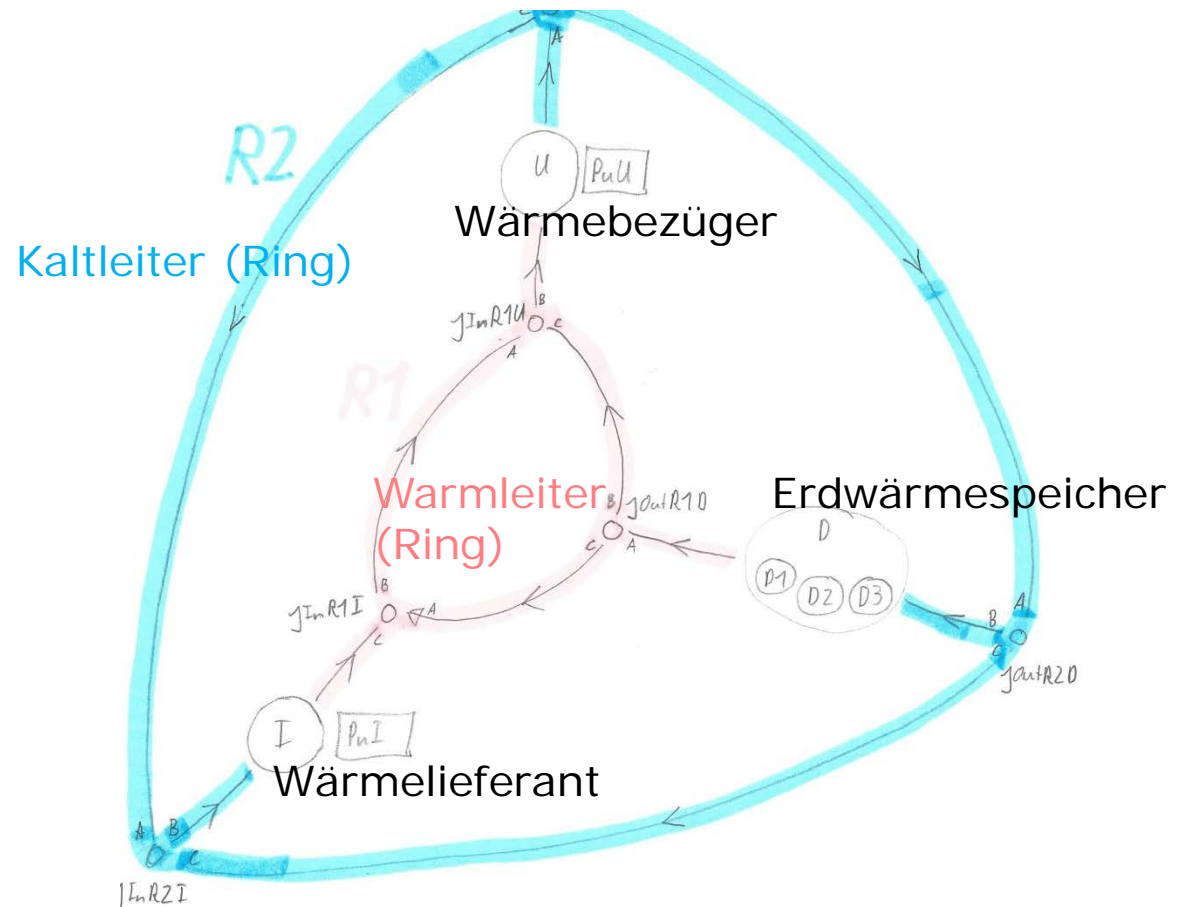 A
U
PuU
R2
Wärmebezüger
Kaltleiter (Ring)
B
JInR1U
C
A
R1
Warmleiter
(Ring)
B
JOutR1D
C
A
Erdwärmespeicher
D
D1
D2
D3
B
A
C
JOutR2D
B
A
JInR1I
C
I
PuI
Wärmelieferant
A
B
C
JInR2I